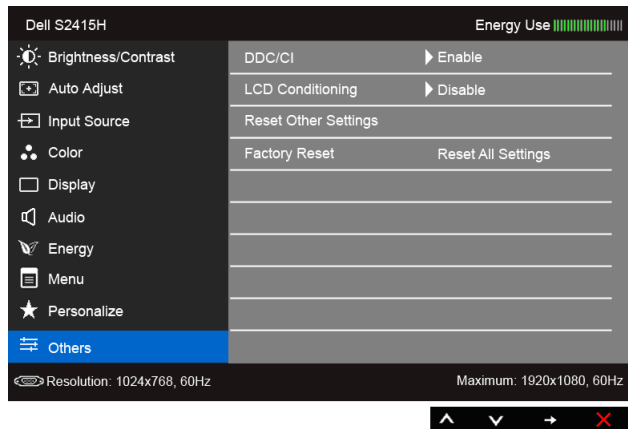 Dell S2415H Energy Use
Brightness/Contrast DDC/CI Enable
Auto Adjust LCD Conditioning Disable
Input Source Reset Other Settings
Color Factory Reset Reset All Settings
Display
Audio
Energy
Menu
Personalize
Others
Resolution: 1024x768, 60Hz Maximum: 1920x1080, 60Hz